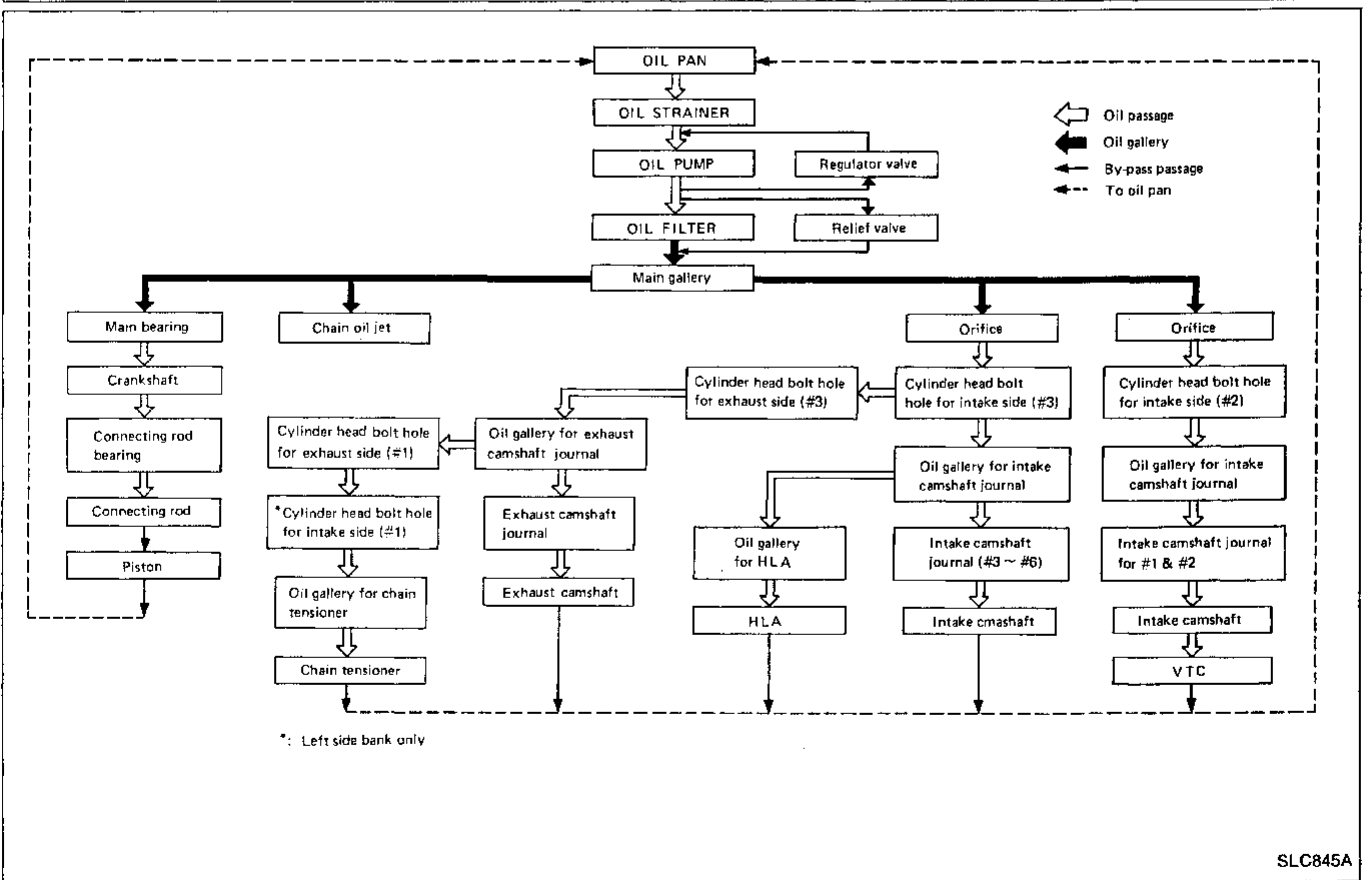 OIL PAN
OIL STRAINER
OIL PUMP
Regulator valve
OIL FILTER
Relief valve
Main gallery
Oil passage
Oil gallery
By-pass passage
To oil pan
Main bearing
Crankshaft
Connecting rod
bearing
Connecting rod
Piston
Chain oil jet
Orifice
Orifice
Cylinder head bolt hole
for exhaust side (#3)
Cylinder head bolt
hole for intake side (#3)
Cylinder head bolt hole
for intake side (#2)
Cylinder head bolt hole
for exhaust side (#1)
Oil gallery for exhaust
camshaft journal
Oil gallery for intake
camshaft journal
Oil gallery for intake
camshaft journal
*Cylinder head bolt hole
for intake side (#1)
Exhaust camshaft
journal
Oil gallery
for HLA
Intake camshaft
journal (#3 ~ #6)
Intake camshaft journal
for #1 & #2
Oil gallery for chain
tensioner
Exhaust camshaft
HLA
Intake cmashaft
Intake camshaft
Chain tensioner
VTC
*: Left side bank only
SLC845A